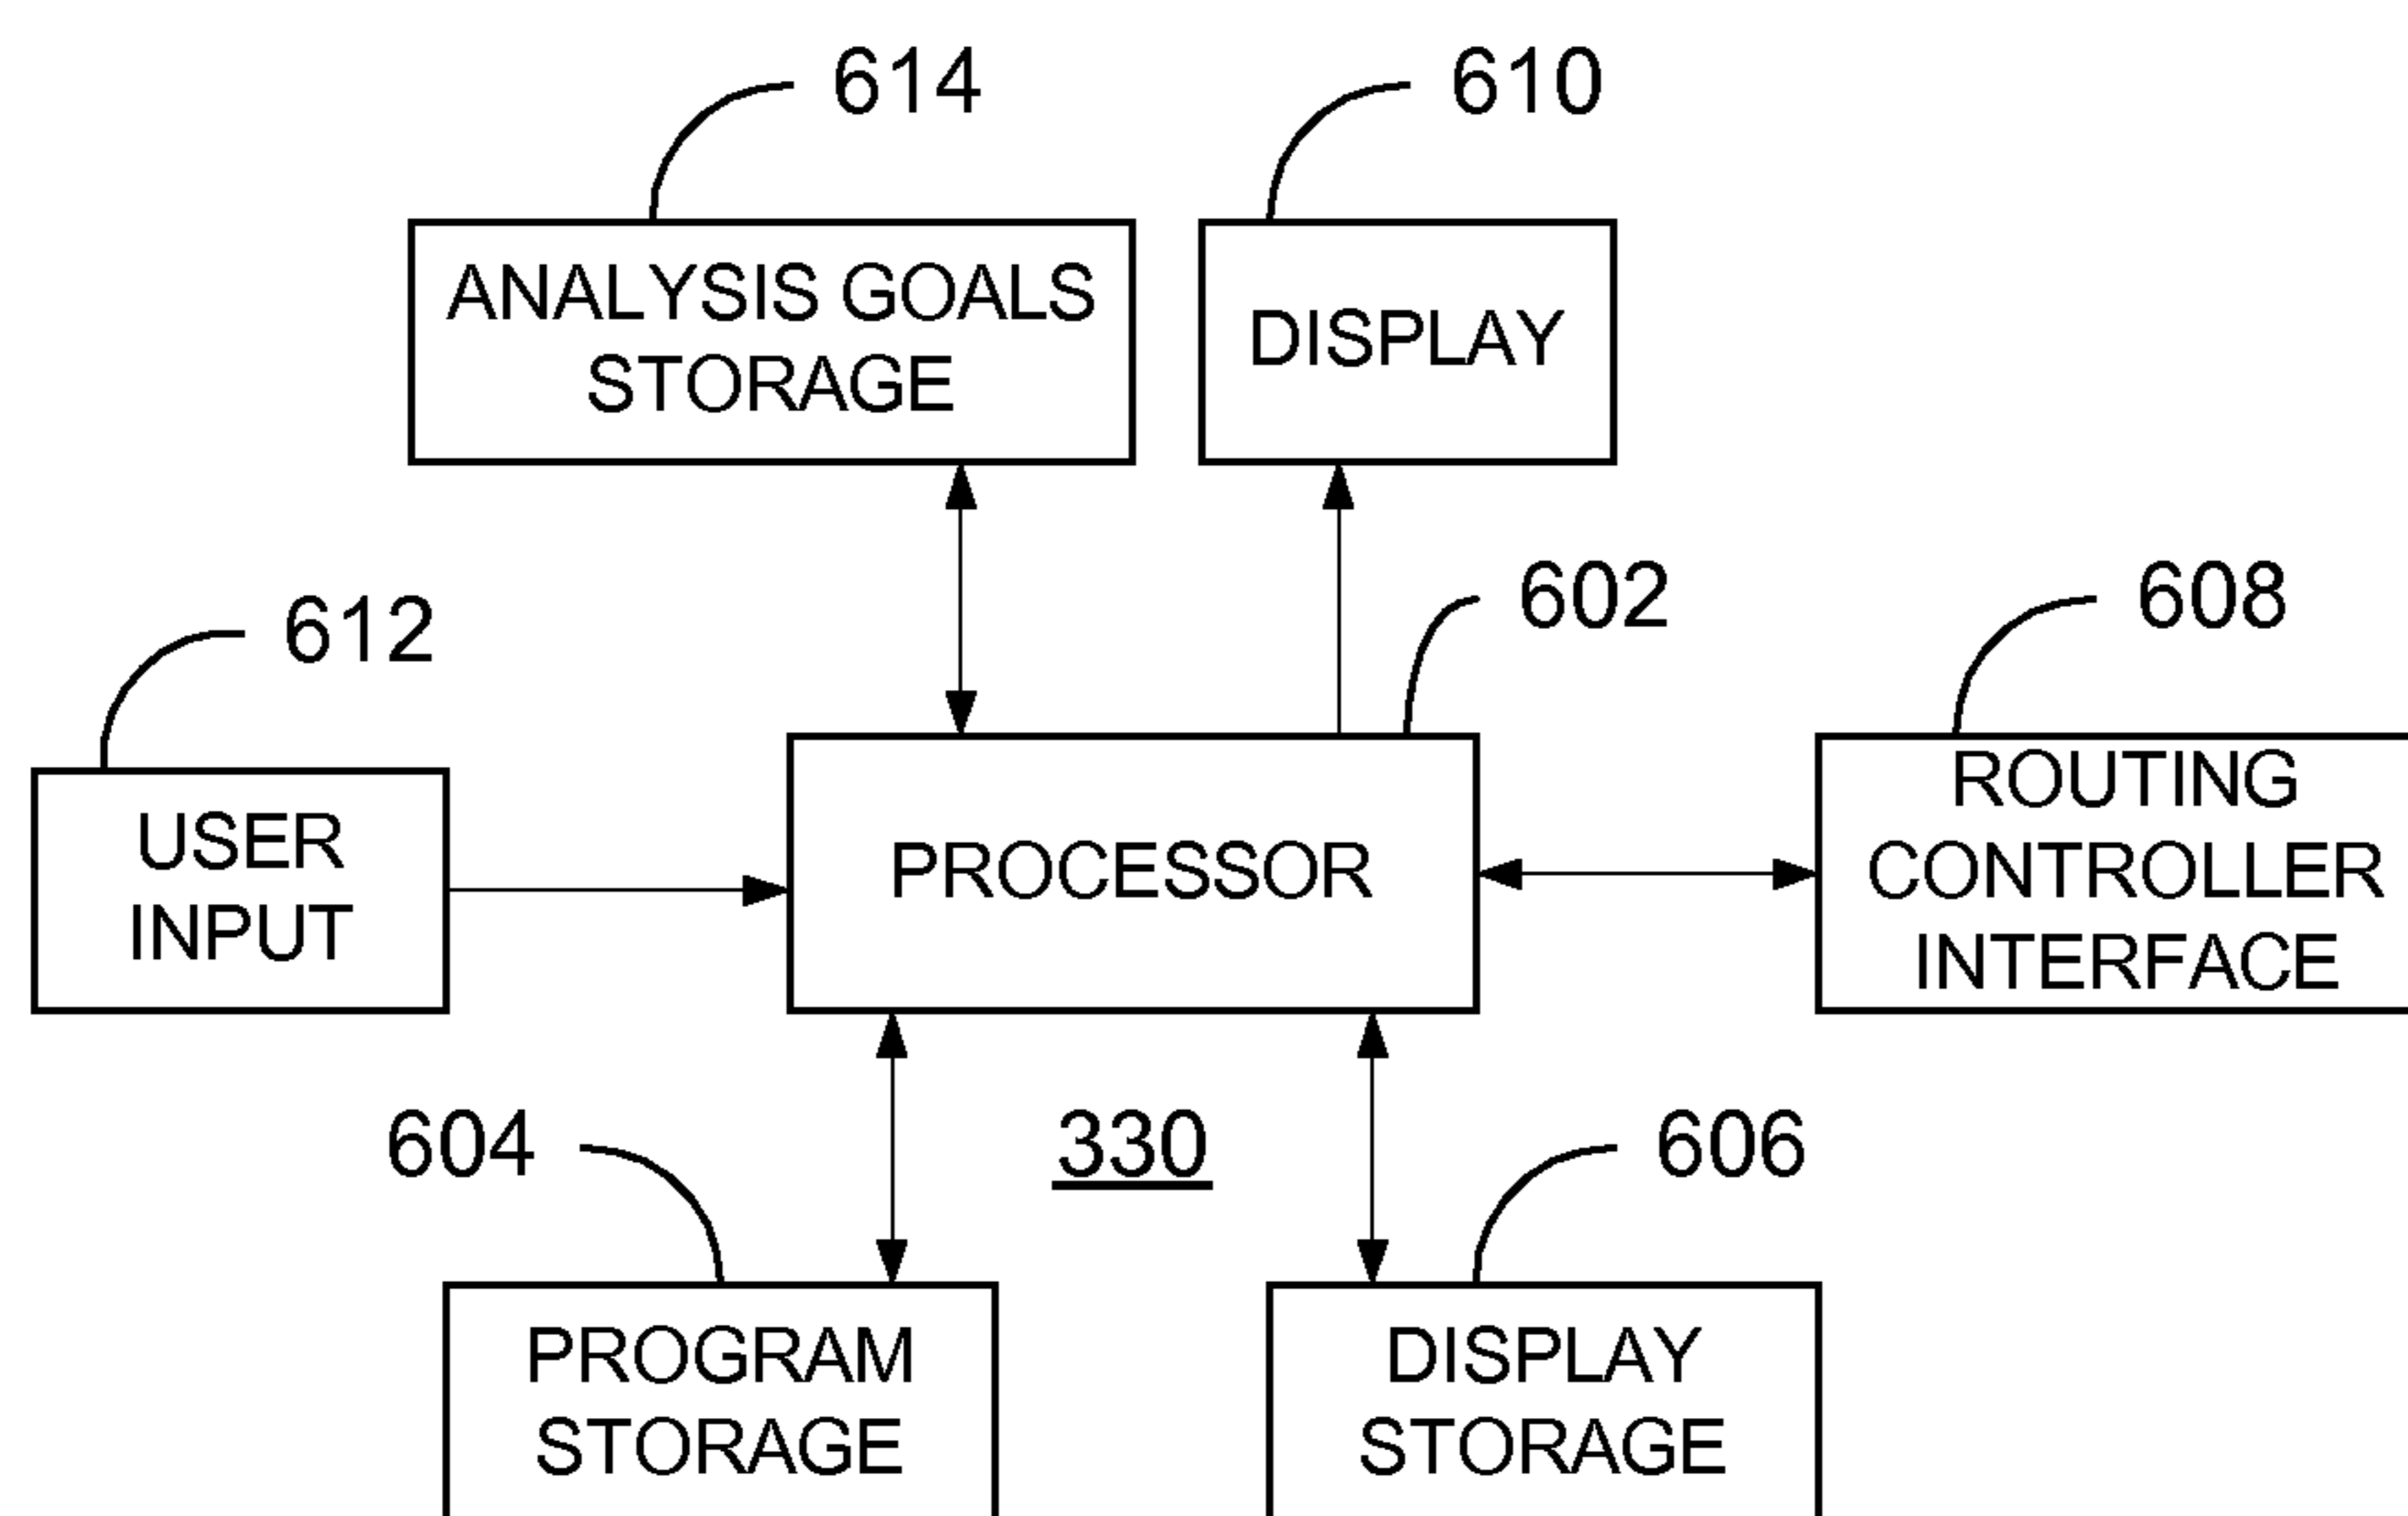 614
610
ANALYSIS GOALS
STORAGE
DISPLAY
612
602
608
USER
INPUT
PROCESSOR
ROUTING
CONTROLLER
INTERFACE
604
330
606
PROGRAM
STORAGE
DISPLAY
STORAGE